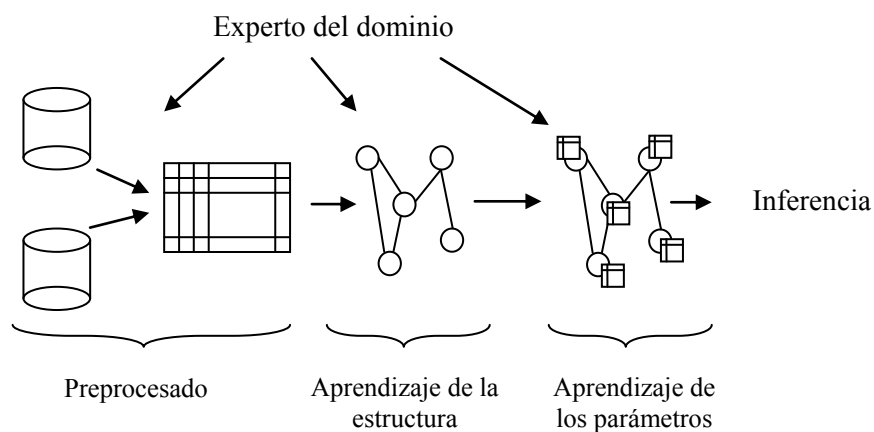 Experto del dominio
Inferencia
Preprocesado
Aprendizaje de la
estructura
Aprendizaje de
los parámetros